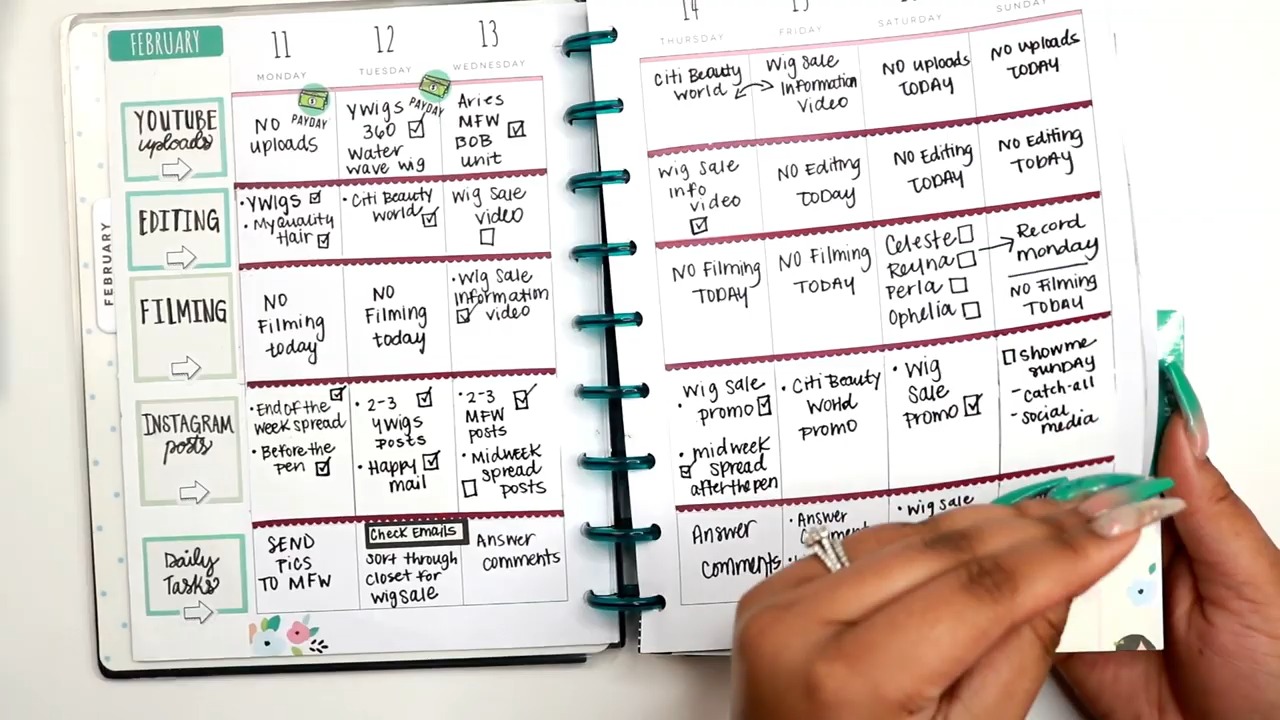 FEBRUARY
11
12
13
MONDAY
TUESDAY
WEDNESDAY
14
THURSDAY
FRIDAY
SATURDAY
SUNDAY
FEBRUARY
YOUTUBE
uploads
NO
uploads
PAYDAY
YWIGS
360
Water
wave wig
PAYDAY
Aries
MFW
BOB
unit
Citi Beauty
world
Wig Sale
Information
video
NO uploads
TODAY
NO uploads
TODAY
EDITING
• YWIGS
• My Quality
Hair
• Citi Beauty
world
Wig Sale
video
Wig Sale
info
video
NO Editing
TODAY
NO Editing
TODAY
NO Editing
TODAY
FILMING
NO
Filming
today
NO
Filming
today
• Wig Sale
information
video
NO Filming
TODAY
NO Filming
TODAY
Celeste
Reyna
Perla
Ophelia
Record
monday
NO Filming
TODAY
INSTAGRAM
posts
• End of the
week spread
• Before the
pen
• 2-3
YWIGS
posts
• Happy
mail
• 2-3
MFW
posts
• Midweek
spread
posts
• Wig Sale
promo
• midweek
spread
after the pen
• Citi Beauty
World
promo
• Wig
Sale
promo
show me
SUNDAY
- catch-all
- social
media
Daily
Tasks
SEND
PICS
TO MFW
Check Emails
sort through
closet for
wig sale
Answer
comments
Answer
comments
• Answer
• wig sale